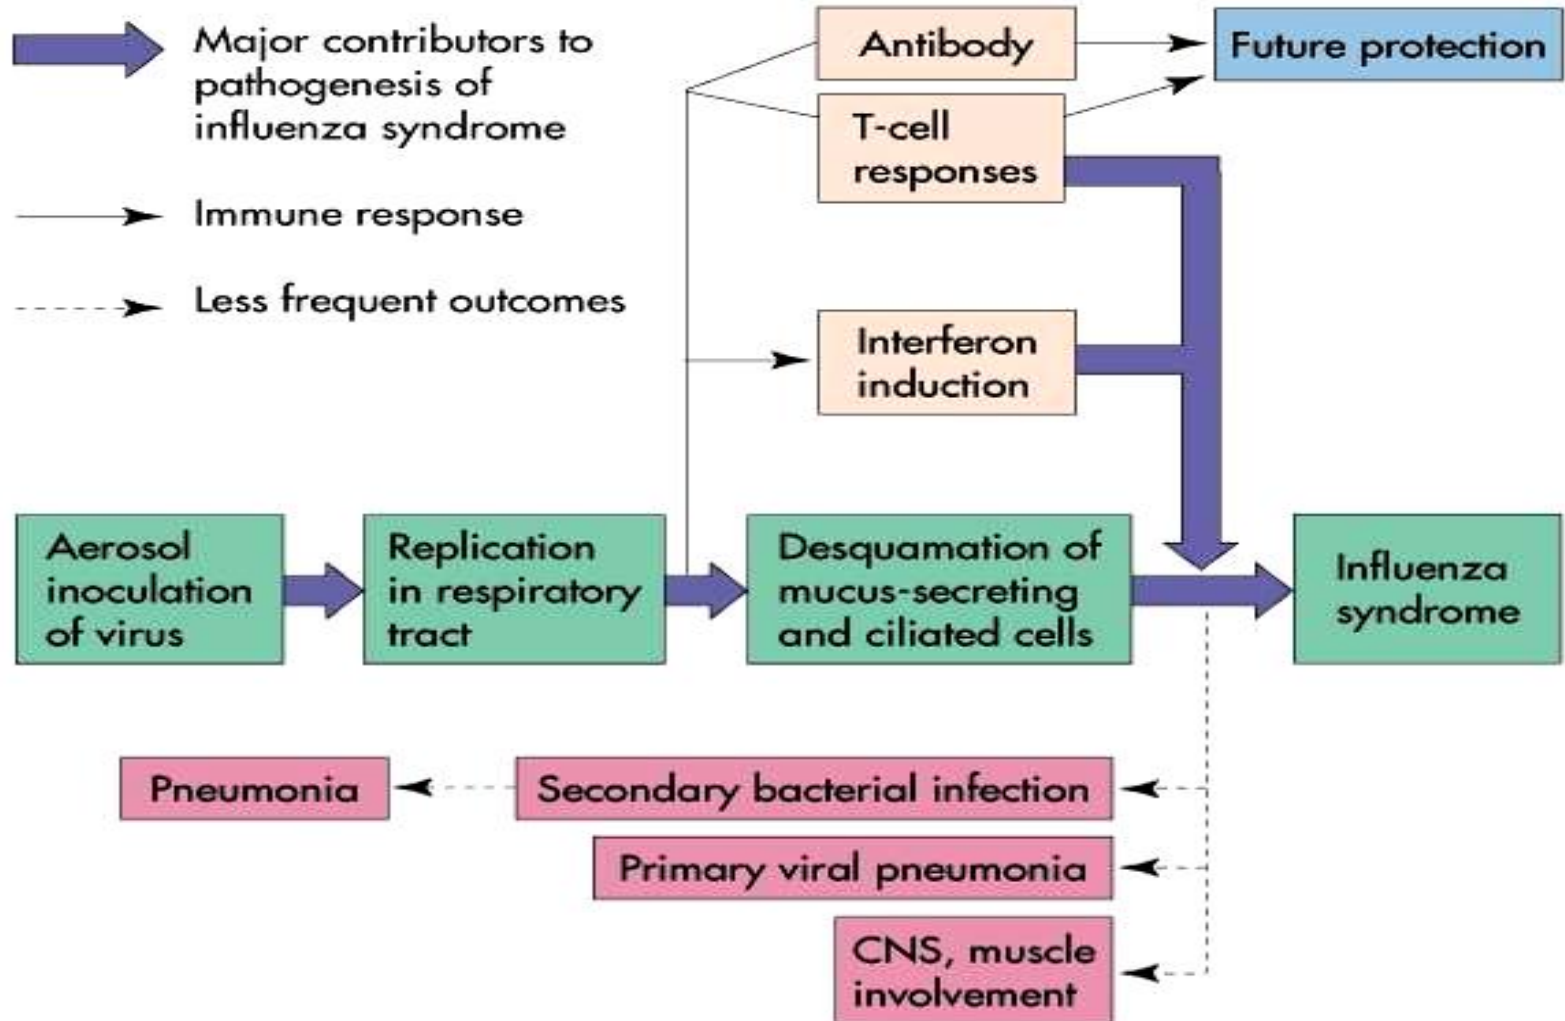 Major contributors to
pathogenesis of
influenza syndrome
Immune response
Less frequent outcomes
Antibody
Future protection
T-cell
responses
Interferon
induction
Aerosol
inoculation
of virus
Replication
in respiratory
tract
Desquamation of
mucus-secreting
and ciliated cells
Influenza
syndrome
Pneumonia
Secondary bacterial infection
Primary viral pneumonia
CNS, muscle
involvement